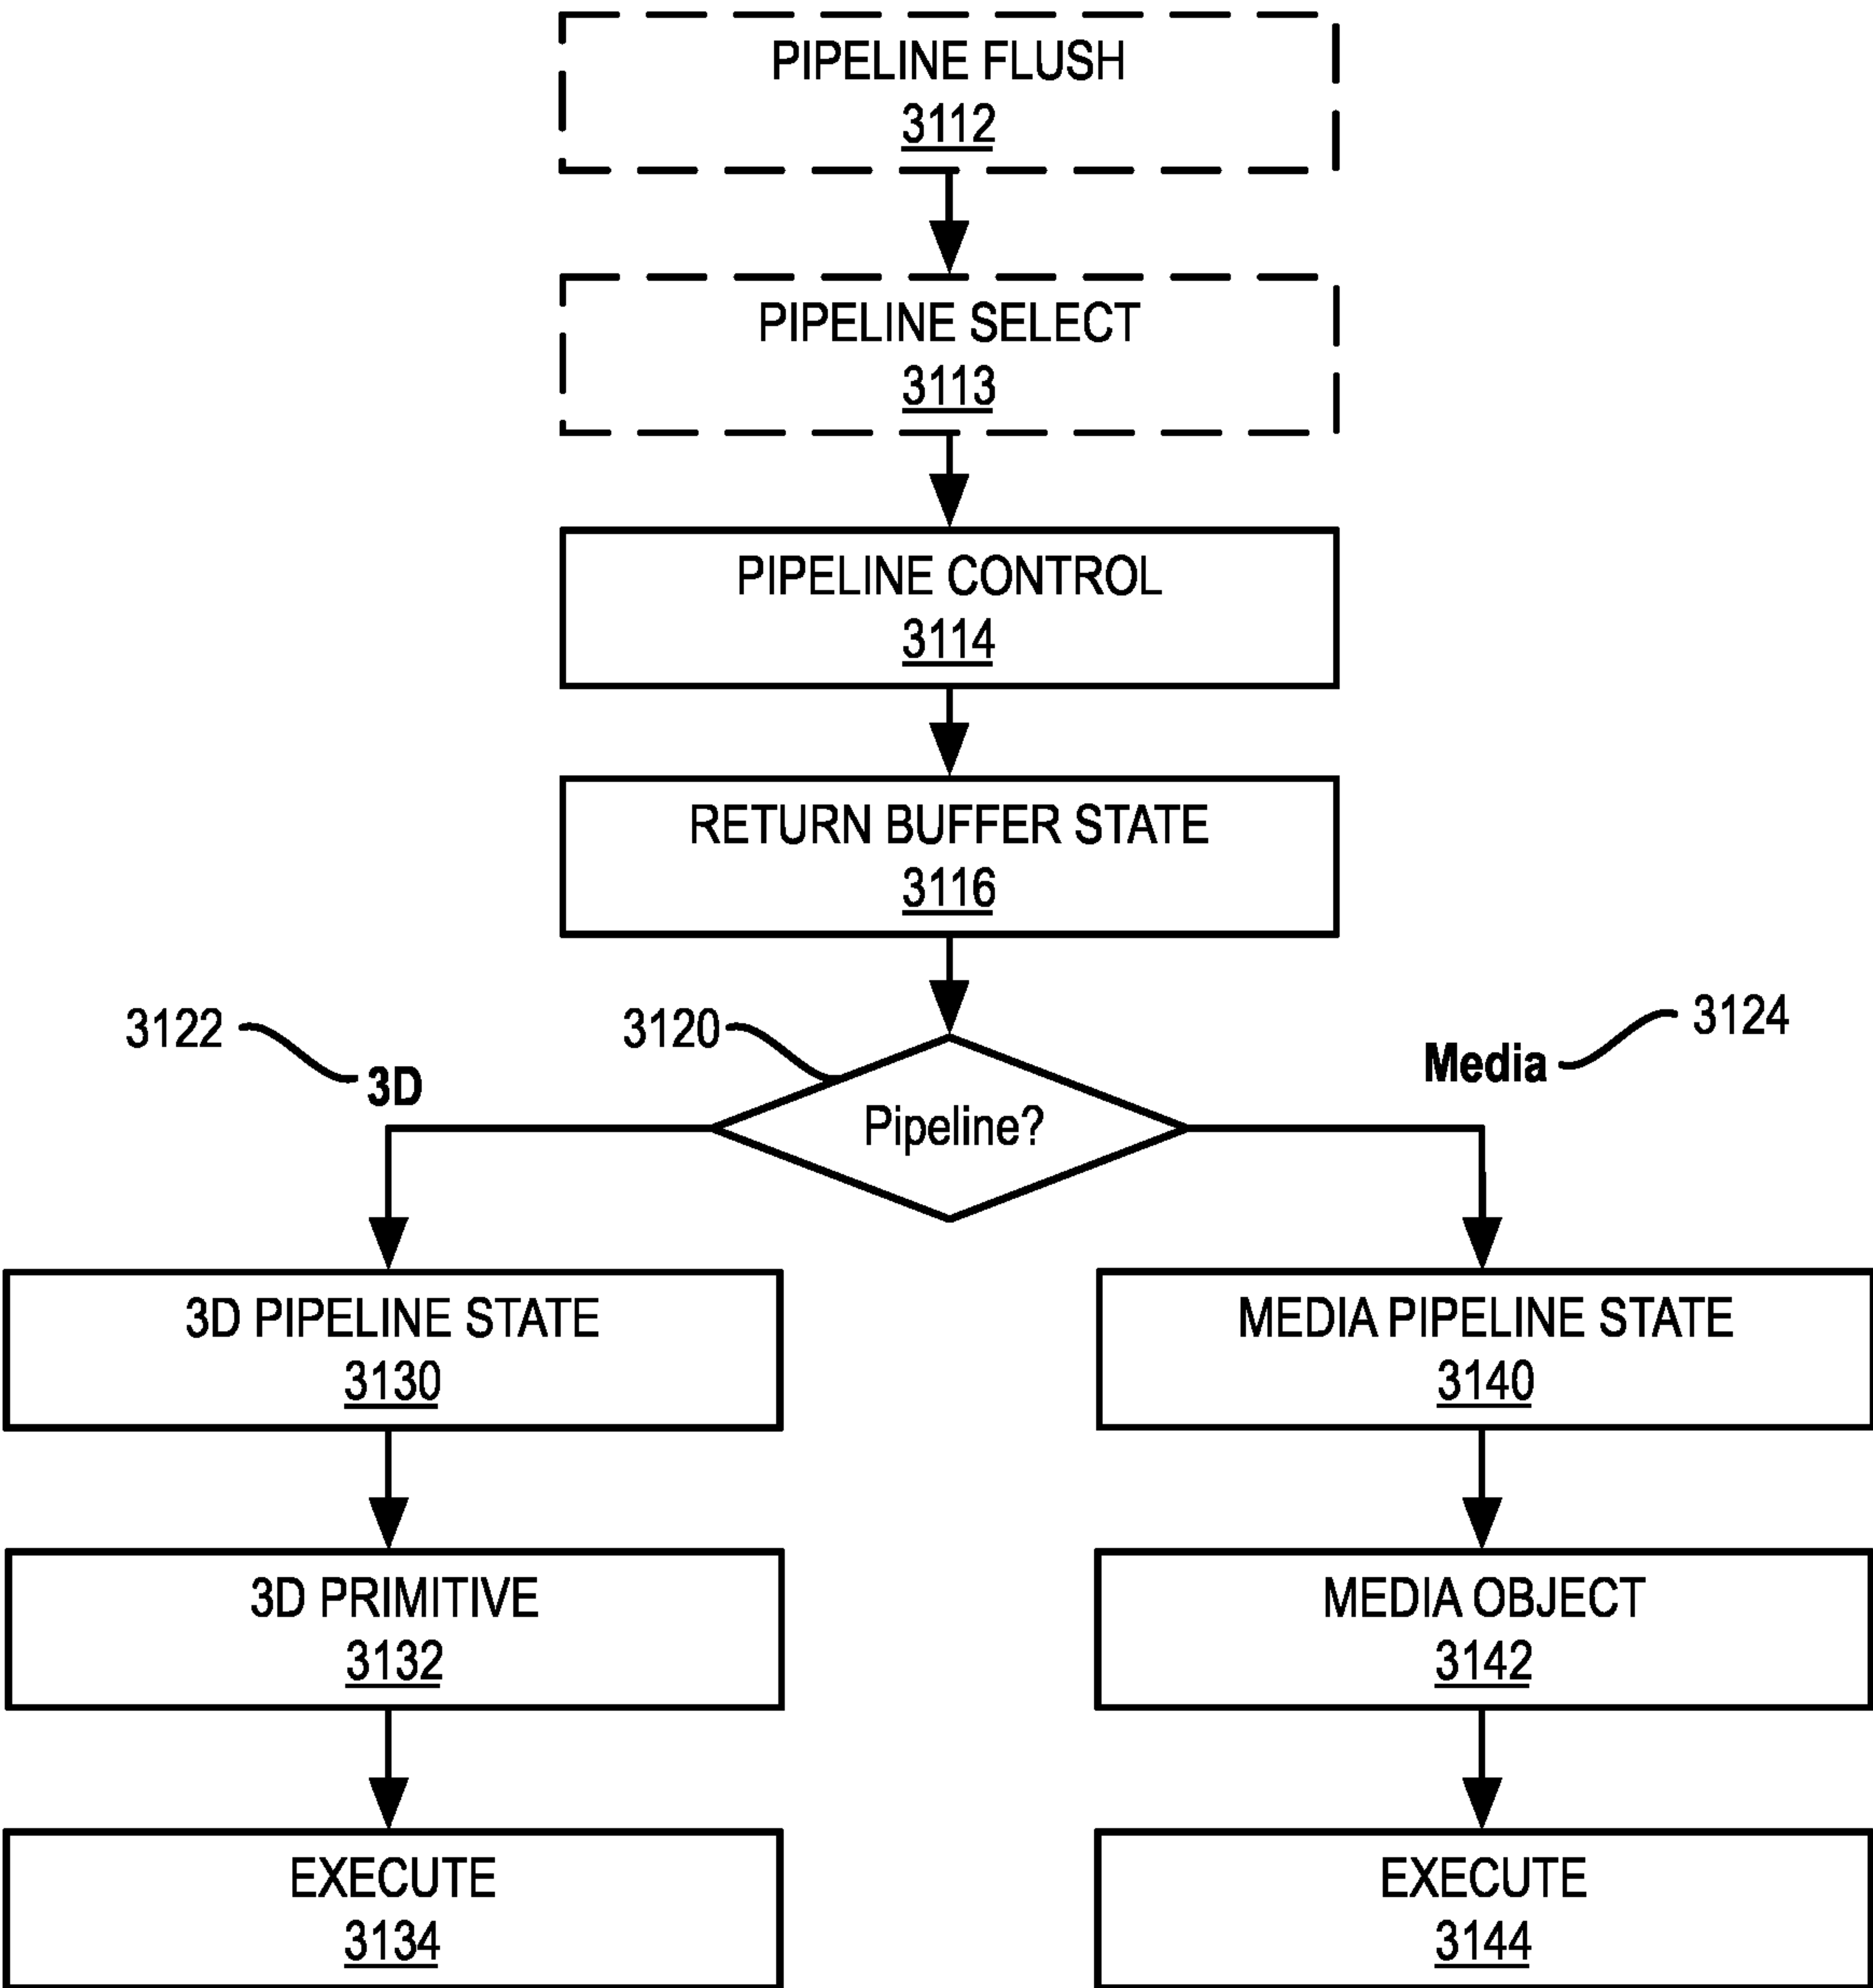 PIPELINE FLUSH
3112
PIPELINE SELECT
3113
PIPELINE CONTROL
3114
RETURN BUFFER STATE
3116
3122
3D
3120
Pipeline?
Media
3124
3D PIPELINE STATE
3130
MEDIA PIPELINE STATE
3140
3D PRIMITIVE
3132
MEDIA OBJECT
3142
EXECUTE
3134
EXECUTE
3144